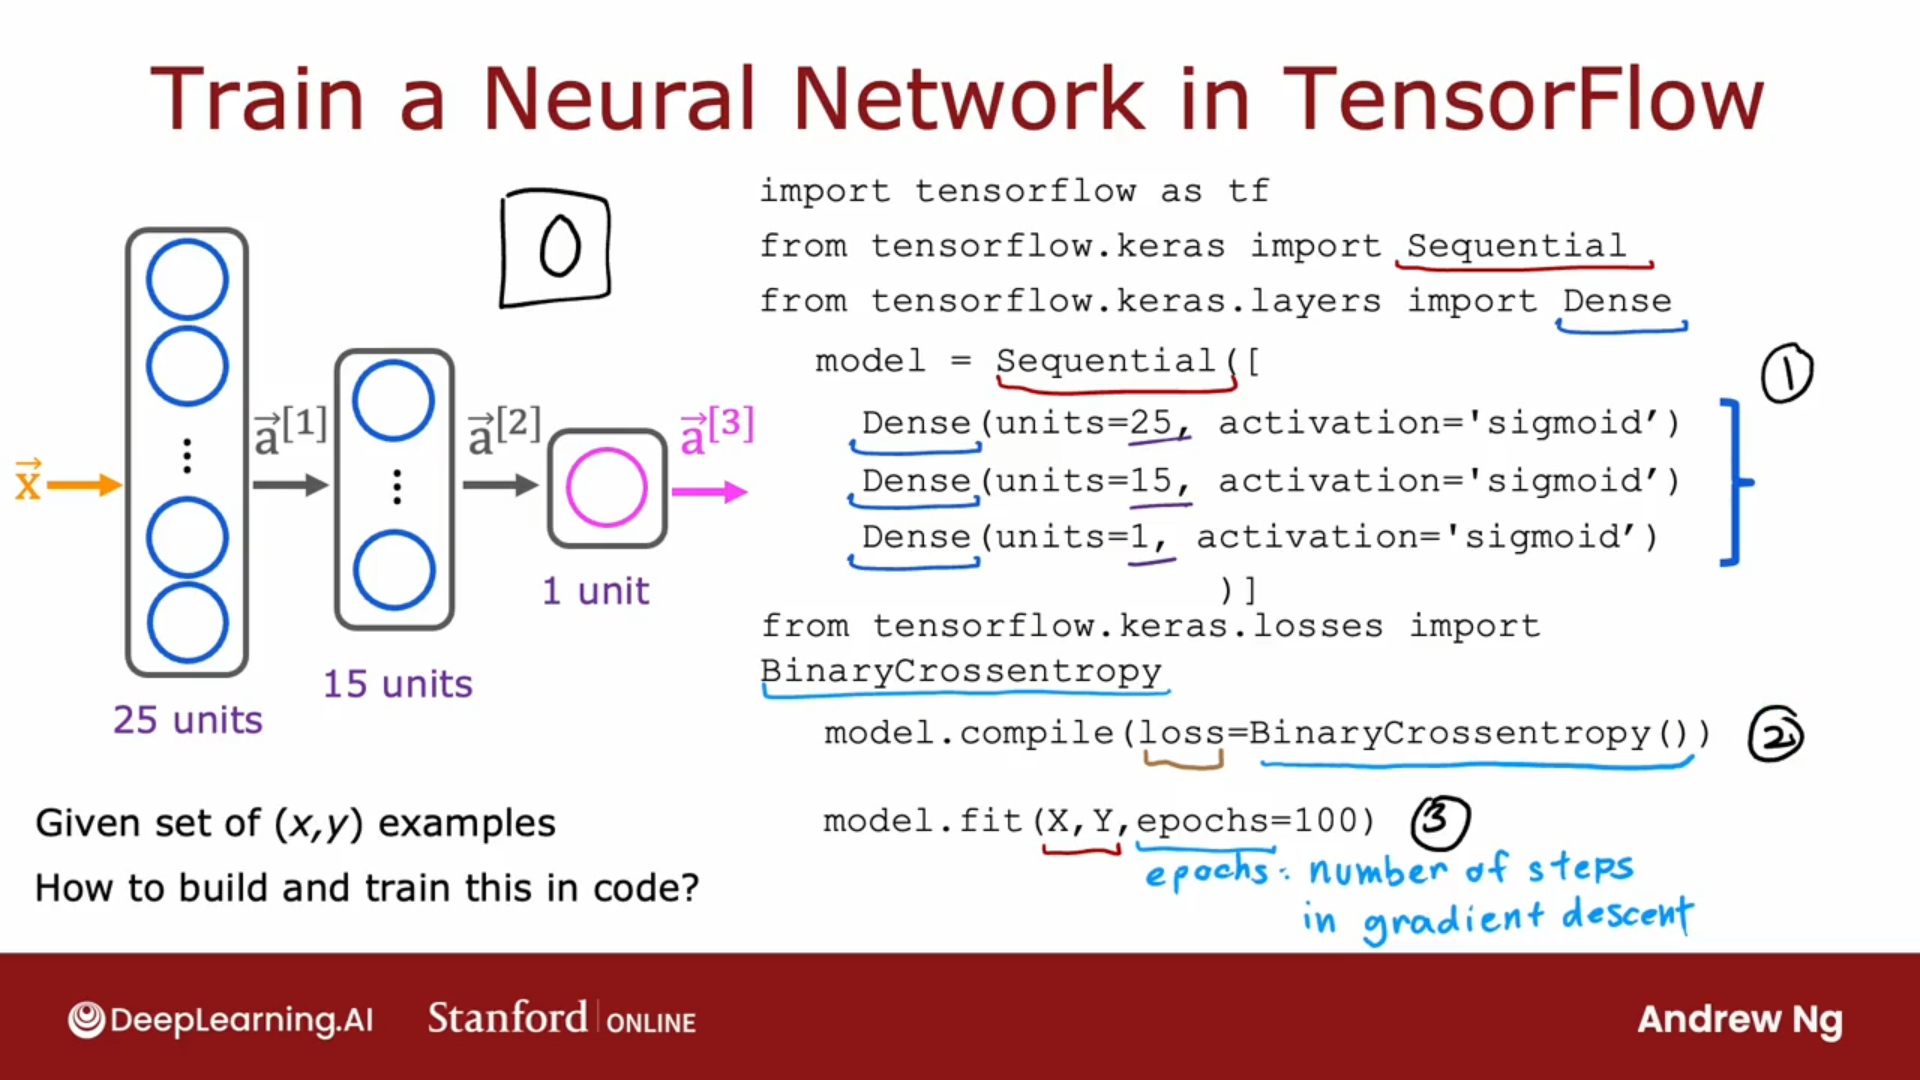 Train a Neural Network in TensorFlow
0
x⃗
a⃗[1]
a⃗[2]
a⃗[3]
25 units
15 units
1 unit
Given set of (x,y) examples
How to build and train this in code?
import tensorflow as tf
from tensorflow.keras import Sequential
from tensorflow.keras.layers import Dense
model = Sequential([
1
Dense(units=25, activation='sigmoid’)
Dense(units=15, activation='sigmoid’)
Dense(units=1, activation='sigmoid’)
)]
from tensorflow.keras.losses import
BinaryCrossentropy
model.compile(loss=BinaryCrossentropy()) 2
model.fit(X,Y,epochs=100) 3
epochs: number of steps
in gradient descent
DeepLearning.AI
Stanford ONLINE
Andrew Ng